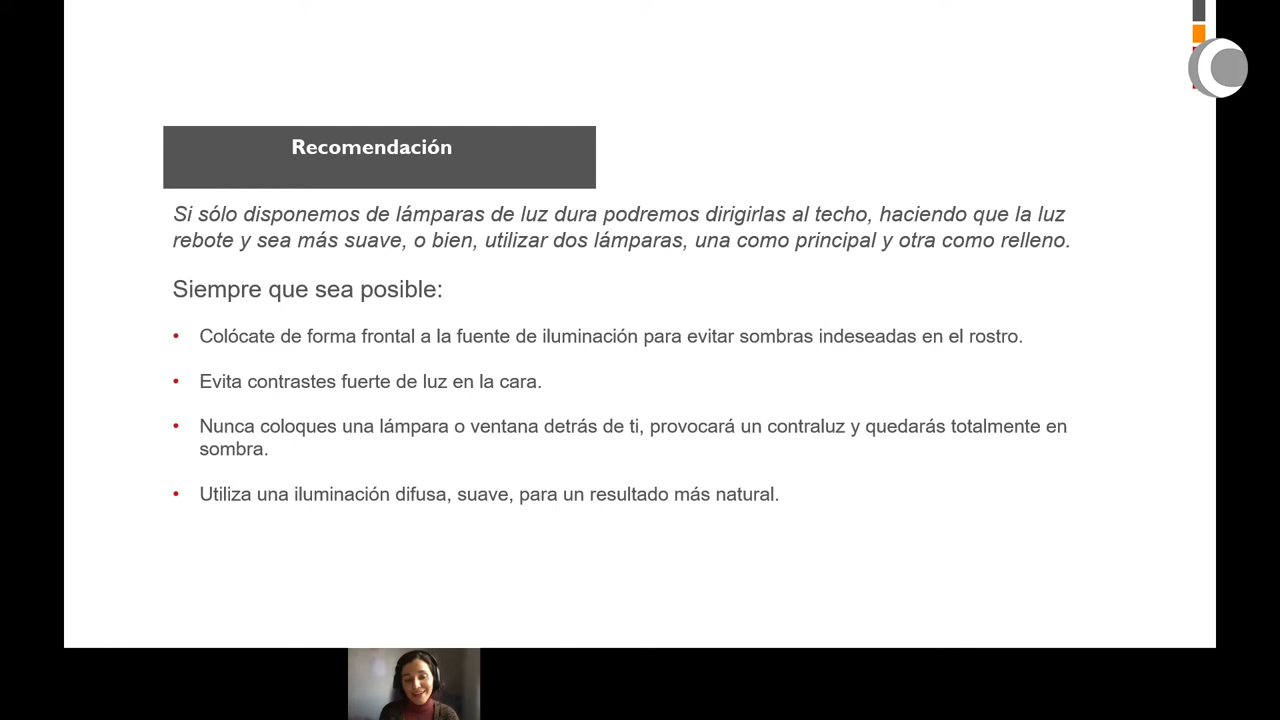 Recomendación
Si sólo disponemos de lámparas de luz dura podremos dirigirlas al techo, haciendo que la luz
rebote y sea más suave, o bien, utilizar dos lámparas, una como principal y otra como relleno.
Siempre que sea posible:
• Colócate de forma frontal a la fuente de iluminación para evitar sombras indeseadas en el rostro.
• Evita contrastes fuerte de luz en la cara.
• Nunca coloques una lámpara o ventana detrás de ti, provocará un contraluz y quedarás totalmente en
sombra.
• Utiliza una iluminación difusa, suave, para un resultado más natural.